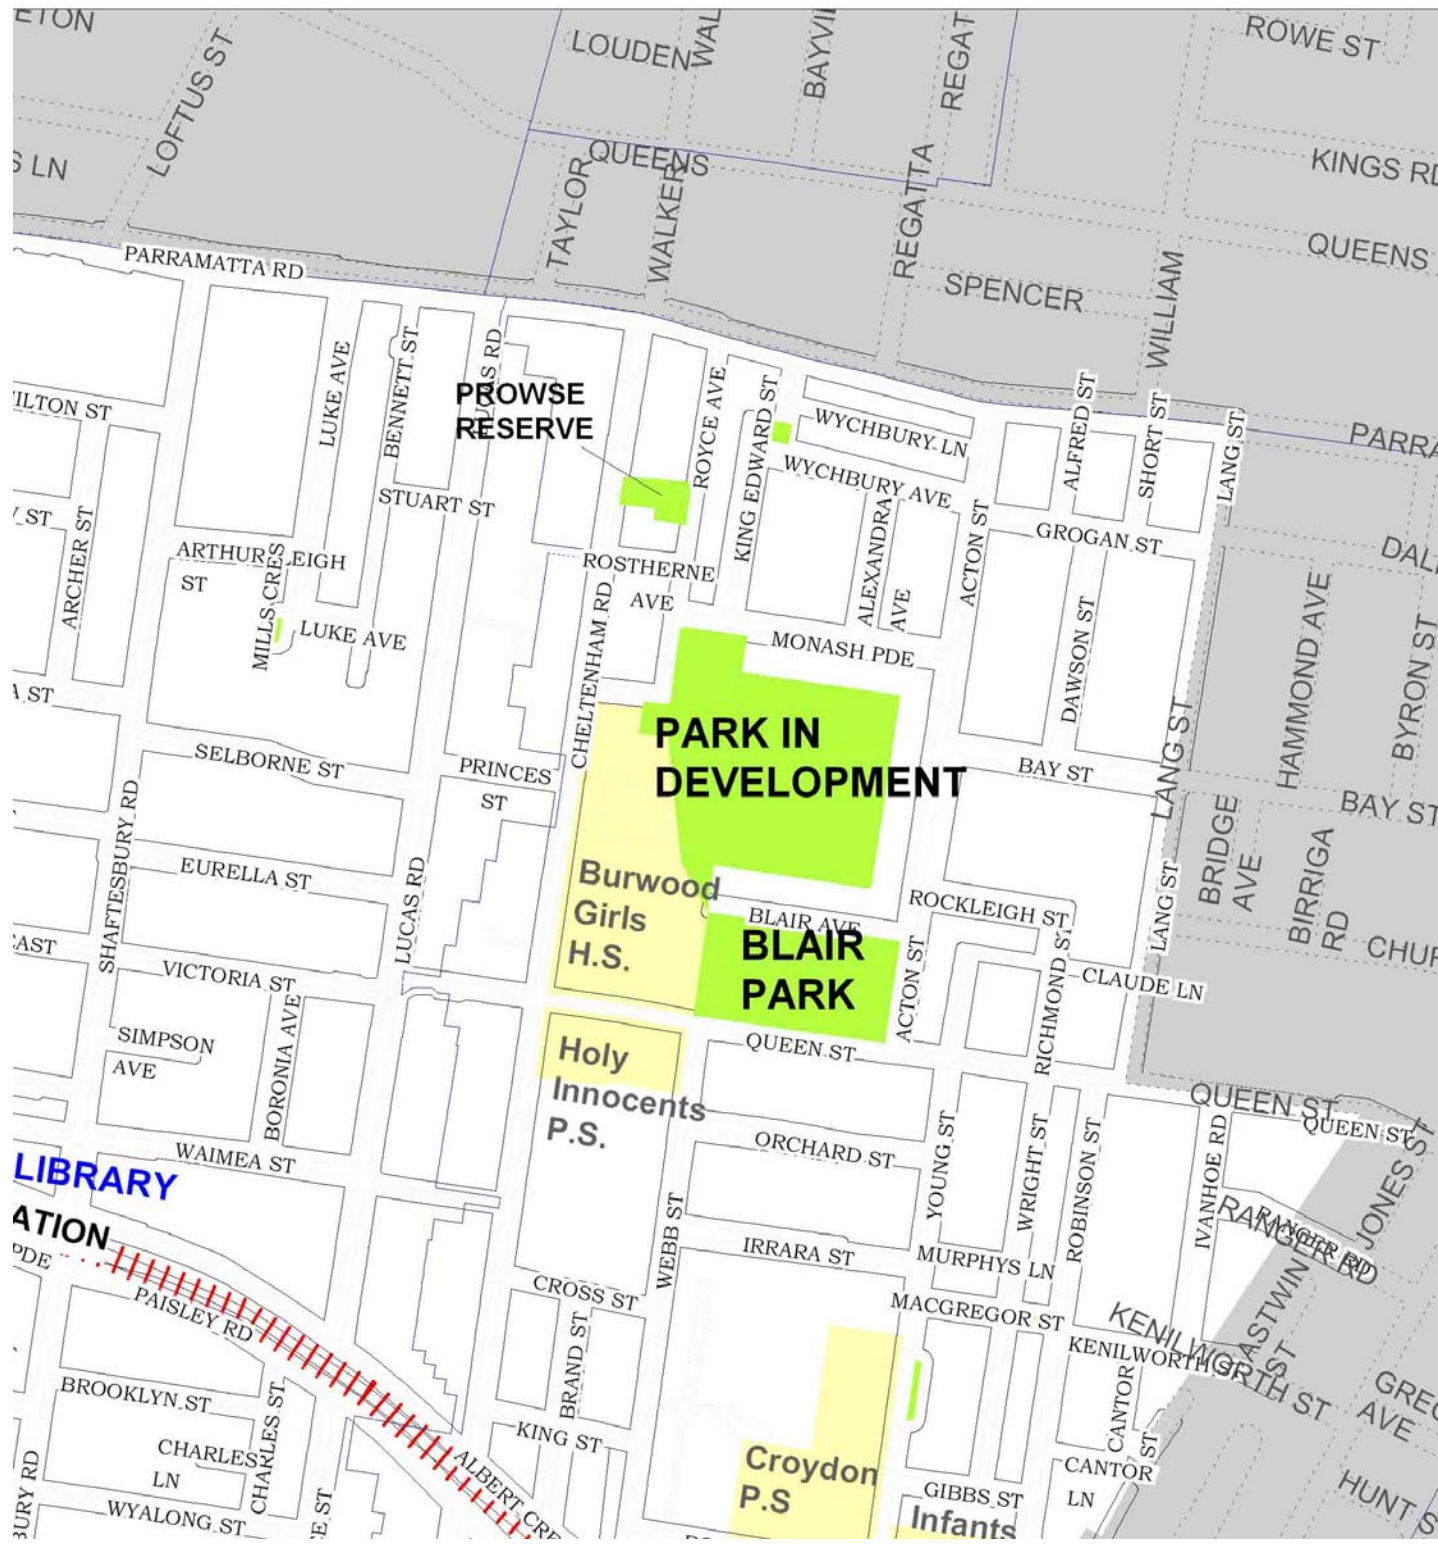 ETON
LOUDEN
WAL
BAYVI
REGAT
ROWE ST
LOFTUS ST
S LN
QUEENS
KINGS RD
TAYLOR
WALKER
REGATTA
QUEENS
PARRAMATTA RD
SPENCER
WILLIAM
LUKE AVE
BENNETT ST
LUCAS RD
PROWSE
RESERVE
ROYCE AVE
KING EDWARD ST
WYCHBURY LN
ALFRED ST
SHORT ST
LANG ST
PARRA
ILTON ST
WYCHBURY AVE
STUART ST
ARCHER ST
ALEXANDRA
AVE
ACTON ST
GROGAN ST
ARTHUR LEIGH
ST
ROSTHERNE
AVE
MILLS CRES
LUKE AVE
CHELTENHAM RD
MONASH PDE
DAWSON ST
HAMMOND AVE
BYRON ST
A ST
PARK IN
DEVELOPMENT
LANG ST
SELBORNE ST
PRINCES
ST
BAY ST
BAY ST
BRIDGE
AVE
BIRRIGA
RD
SHAFTESBURY RD
EURELLA ST
LUCAS RD
Burwood
Girls
H.S.
BLAIR AVE
ROCKLEIGH ST
LANG ST
BLAIR
PARK
EAST
VICTORIA ST
ACTON ST
RICHMOND ST
CLAUDE LN
CHUR
SIMPSON
AVE
BORONIA AVE
Holy
Innocents
P.S.
QUEEN ST
QUEEN ST
QUEEN ST
WAIMEA ST
ORCHARD ST
YOUNG ST
WRIGHT ST
ROBINSON ST
IVANHOE RD
JONES ST
LIBRARY
ATION
PDE
RANGER RD
RANGER RD
WEBB ST
IRRARA ST
MURPHYS LN
PAISLEY RD
CROSS ST
MACGREGOR ST
EASTWIN
ST
KENILWORTH ST
KENILWORTH ST
BRAND ST
BROOKLYN ST
CHARLES ST
CANTOR
ST
GREG
AVE
KING ST
CHARLES
LN
Croydon
P.S
CANTOR
LN
ALBERT CRE
BURY RD
WYALONG ST
E ST
GIBBS ST
Infants
HUNT S